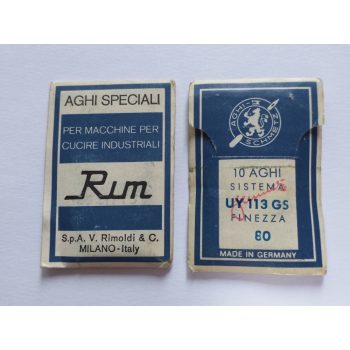 AGHI SPECIALI
PER MACCHINE PER
CUCIRE INDUSTRIALI
Rim
S.p.A. V. Rimoldi & C.
MILANO-Italy
AGHI-
SCHMETZ
10 AGHI
SISTEMA
UY 113 GS
FINEZZA
80
MADE IN GERMANY